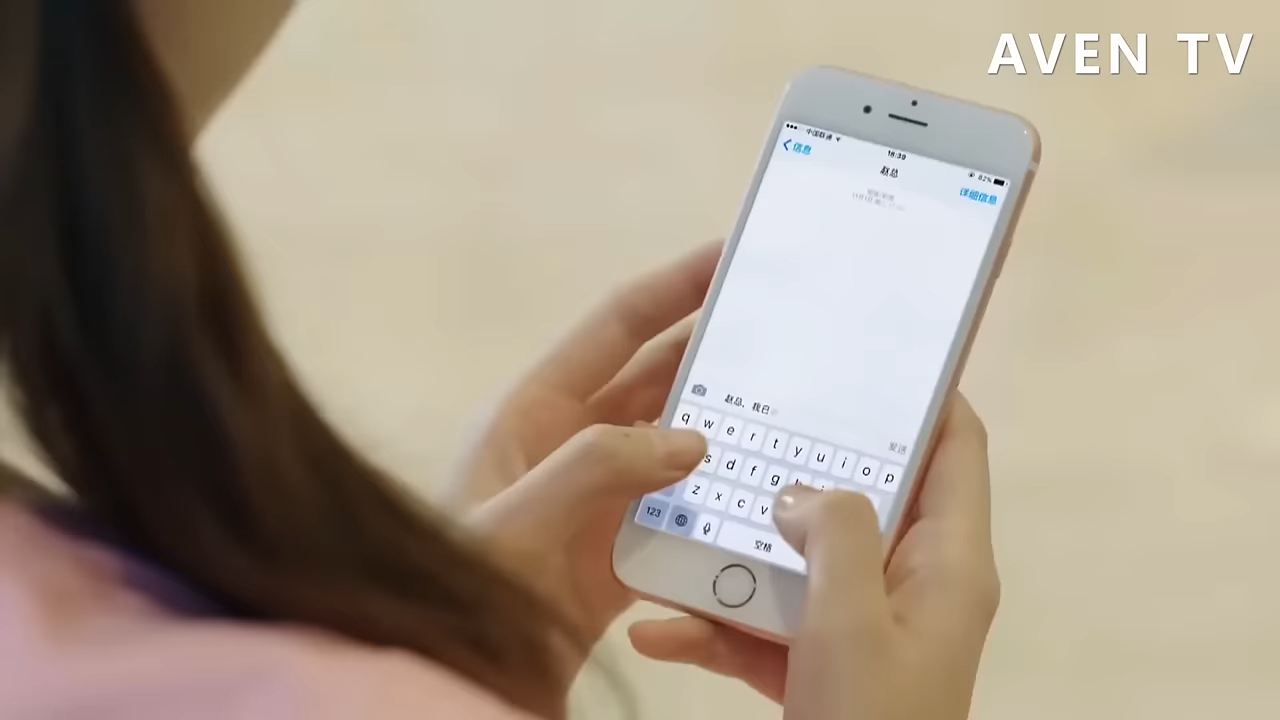 AVEN TV
中国联通
18:39
82%
信息
赵总
详细信息
赵总，我已
发送
q w e r t y u i o p
s d f g
z x c v
123
空格